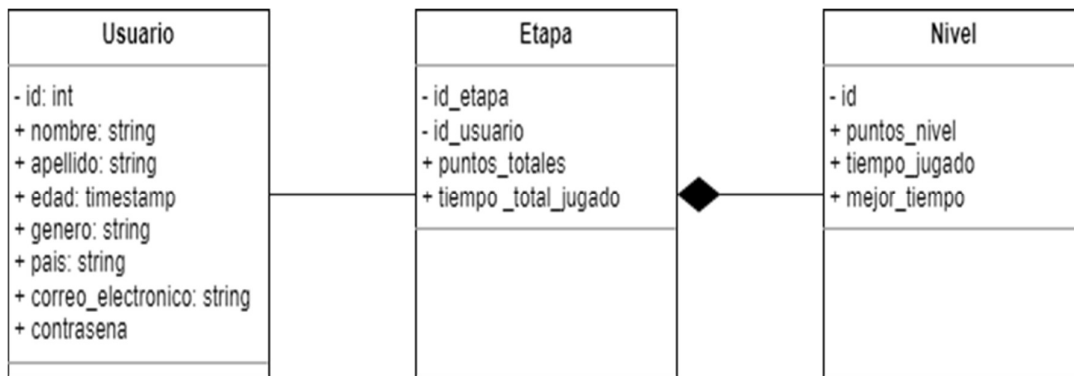 Usuario
- id: int
+ nombre: string
+ apellido: string
+ edad: timestamp
+ genero: string
+ pais: string
+ correo_electronico: string
+ contrasena
Etapa
- id_etapa
- id_usuario
+ puntos_totales
+ tiempo _total_jugado
Nivel
- id
+ puntos_nivel
+ tiempo_jugado
+ mejor_tiempo